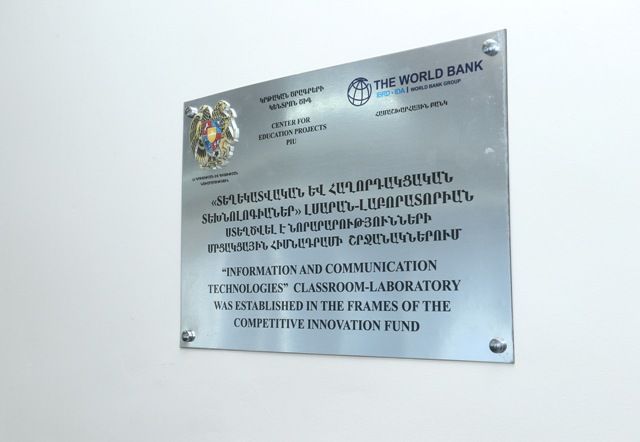 ԿՐԹԱԿԱՆ ԾՐԱԳՐԵՐԻ
ԿԵՆՏՐՈՆ ԾԻԳ
CENTER FOR
EDUCATION PROJECTS
PIU
THE WORLD BANK
IBRD • IDA | WORLD BANK GROUP
ՀԱՄԱՇԽԱՐՀԱՅԻՆ ԲԱՆԿ
«ՏԵՂԵԿԱՏՎԱԿԱՆ ԵՎ ՀԱՂՈՐԴԱԿՑԱԿԱՆ
ՏԵԽՆՈԼՈԳԻԱՆԵՐ» ԼՍԱՐԱՆ-ԼԱԲՈՐԱՏՈՐԻԱՆ
ՍՏԵՂԾՎԵԼ Է ՆՈՐԱՐԱՐՈՒԹՅՈՒՆՆԵՐԻ
ՄՐՑԱԿՑԱՅԻՆ ՀԻՄՆԱԴՐԱՄԻ ՇՐՋԱՆԱԿՆԵՐՈՒՄ
“INFORMATION AND COMMUNICATION
TECHNOLOGIES” CLASSROOM-LABORATORY
WAS ESTABLISHED IN THE FRAMES OF THE
COMPETITIVE INNOVATION FUND